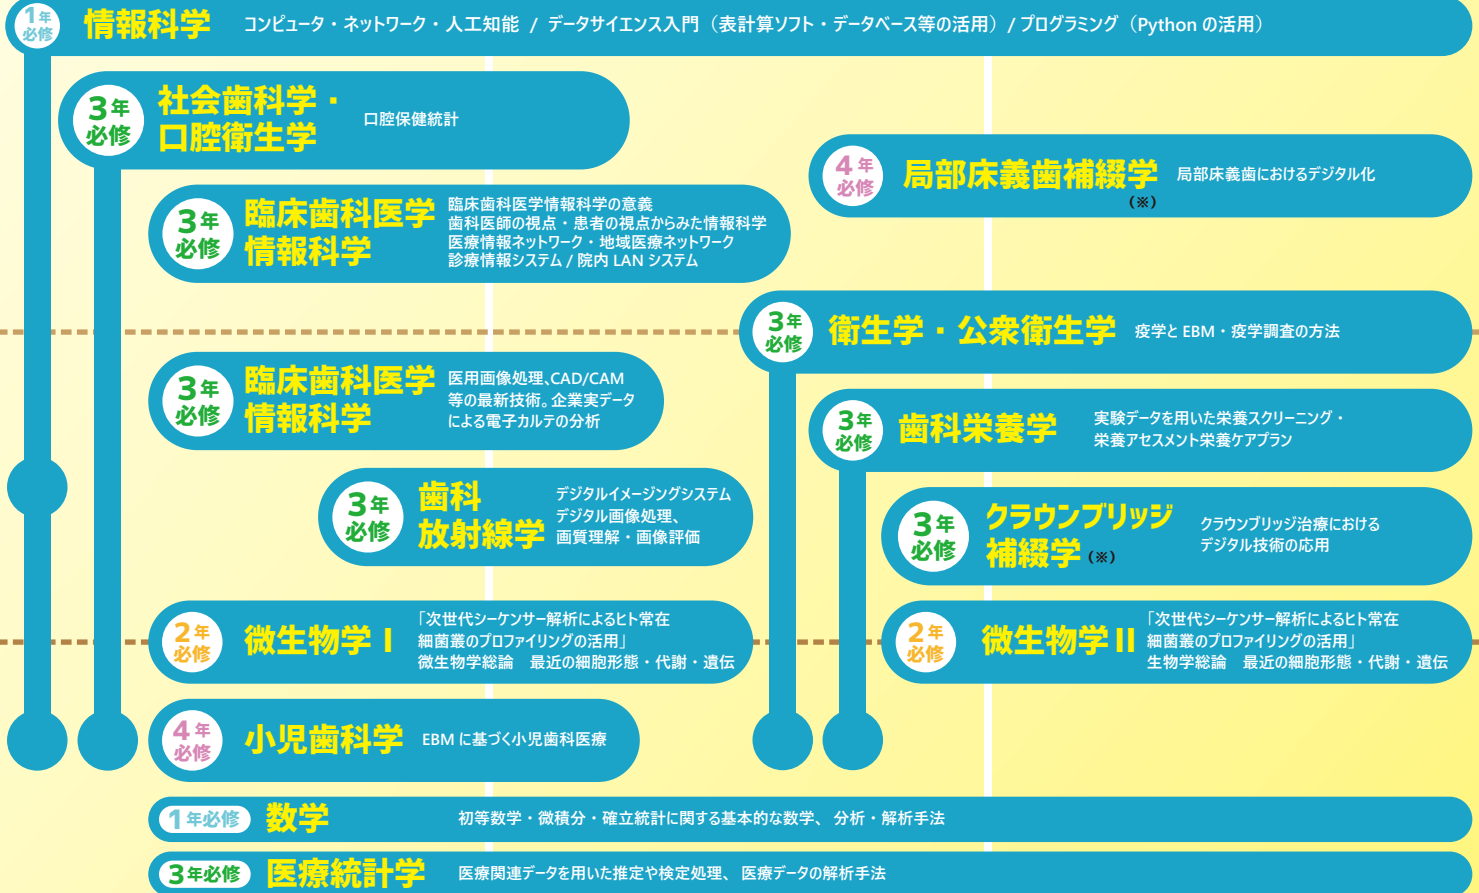 1年
必修
情報科学
コンピュータ・ネットワーク・人工知能 / データサイエンス入門（表計算ソフト・データベース等の活用）/ プログラミング（Python の活用）
3年
必修
社会歯科学・
口腔衛生学
口腔保健統計
4年
必修
局部床義歯補綴学
（※）
局部床義歯におけるデジタル化
3年
必修
臨床歯科医学
情報科学
臨床歯科医学情報科学の意義
歯科医師の視点・患者の視点からみた情報科学
医療情報ネットワーク・地域医療ネットワーク
診療情報システム / 院内 LAN システム
3年
必修
衛生学・公衆衛生学
疫学と EBM・疫学調査の方法
3年
必修
臨床歯科医学
情報科学
医用画像処理、CAD/CAM
等の最新技術。企業実データ
による電子カルテの分析
3年
必修
歯科栄養学
実験データを用いた栄養スクリーニング・
栄養アセスメント栄養ケアプラン
3年
必修
歯科
放射線学
デジタルイメージングシステム
デジタル画像処理、
画質理解・画像評価
3年
必修
クラウンブリッジ
補綴学（※）
クラウンブリッジ治療における
デジタル技術の応用
2年
必修
微生物学 I
「次世代シーケンサー解析によるヒト常在
細菌叢のプロファイリングの活用」
微生物学総論　最近の細胞形態・代謝・遺伝
2年
必修
微生物学 II
「次世代シーケンサー解析によるヒト常在
細菌叢のプロファイリングの活用」
生物学総論　最近の細胞形態・代謝・遺伝
4年
必修
小児歯科学
EBM に基づく小児歯科医療
1年必修
数学
初等数学・微積分・確立統計に関する基本的な数学、分析・解析手法
3年必修
医療統計学
医療関連データを用いた推定や検定処理、医療データの解析手法